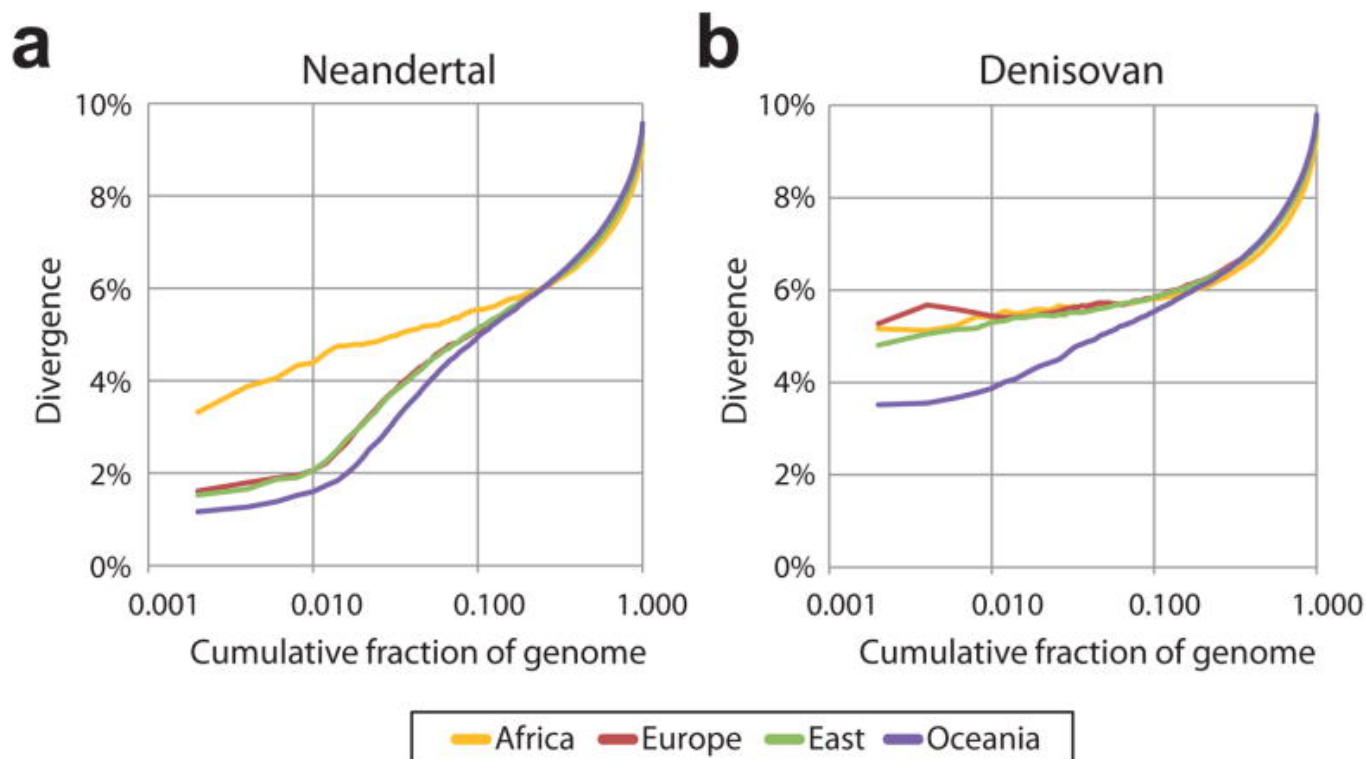 a
Neandertal
10%
8%
6%
4%
2%
0%
Divergence
0.001 0.010 0.100 1.000
Cumulative fraction of genome
b
Denisovan
10%
8%
6%
4%
2%
0%
Divergence
0.001 0.010 0.100 1.000
Cumulative fraction of genome
Africa Europe East Oceania